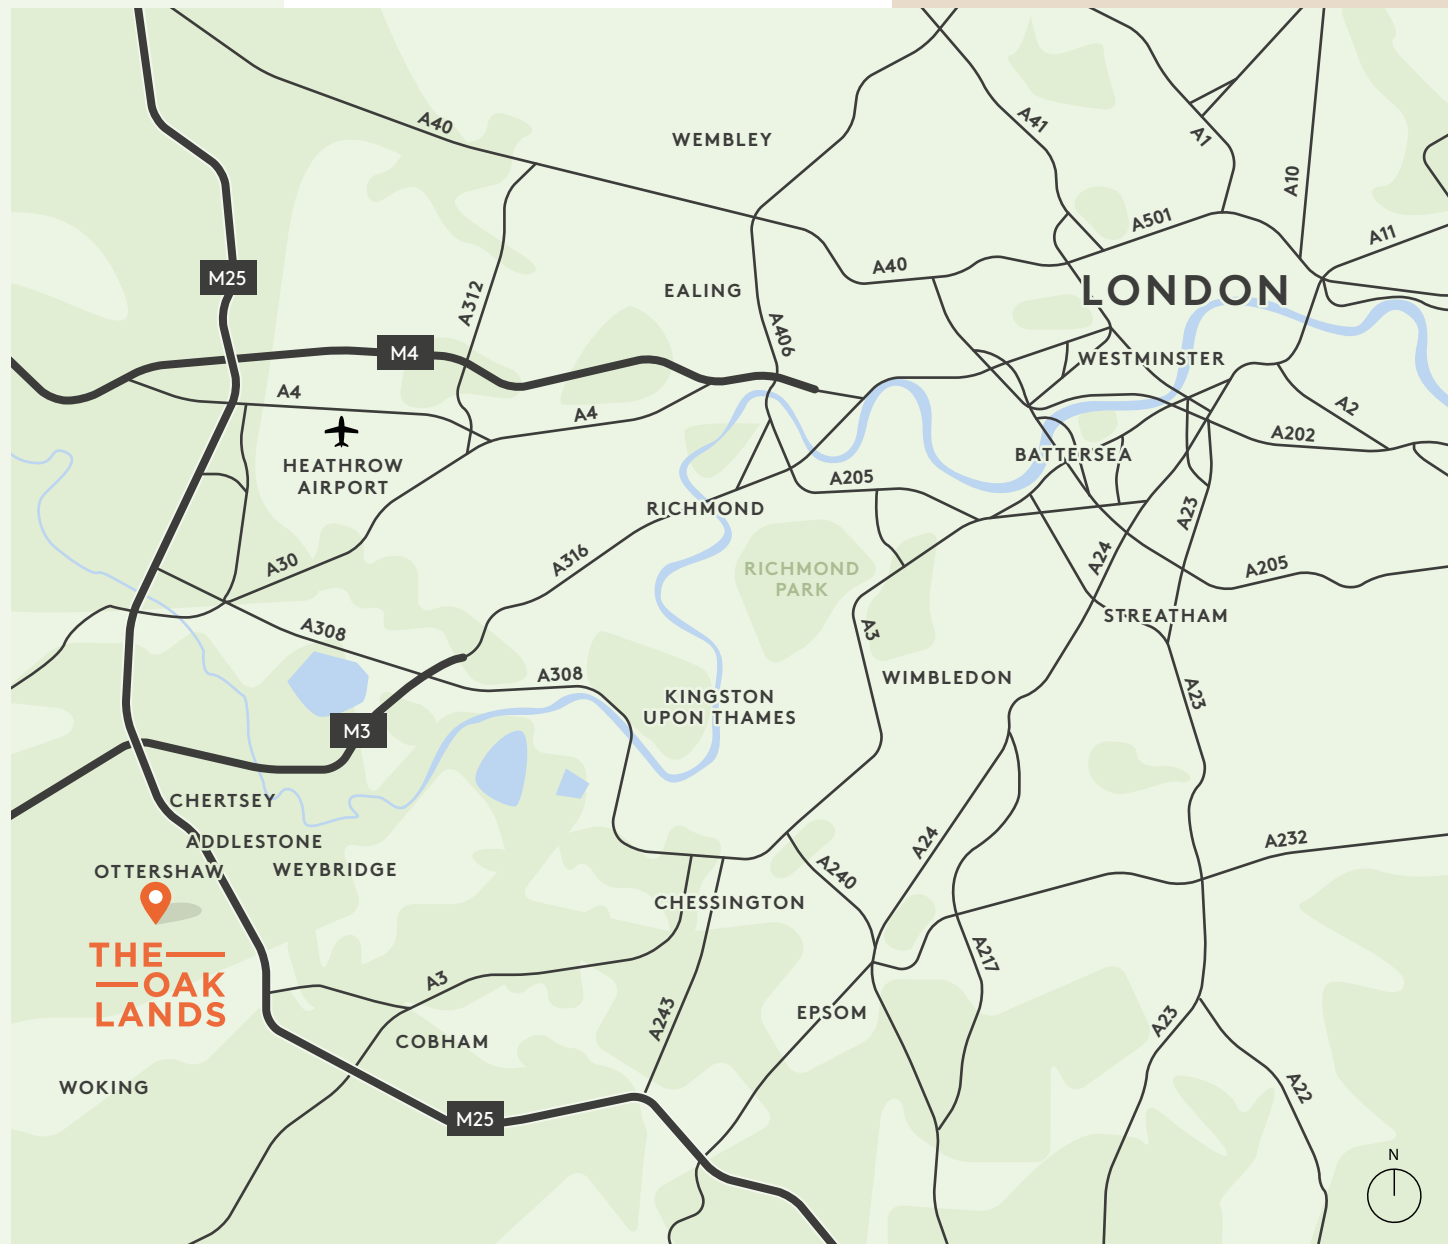 A40
WEMBLEY
A41
A1
A10
A501
A11
M25
A40
LONDON
EALING
A312
A406
M4
WESTMINSTER
A4
A4
A2
A202
HEATHROW
AIRPORT
BATTERSEA
A205
RICHMOND
A23
A316
A30
A24
RICHMOND
PARK
A205
STREATHAM
A308
A3
A308
WIMBLEDON
KINGSTON
UPON THAMES
A23
M3
CHERTSEY
ADDLESTONE
A24
A232
OTTERSHAW
WEYBRIDGE
A240
CHESSINGTON
THE
OAK
LANDS
A217
A3
A243
EPSOM
A23
COBHAM
WOKING
A22
M25
N